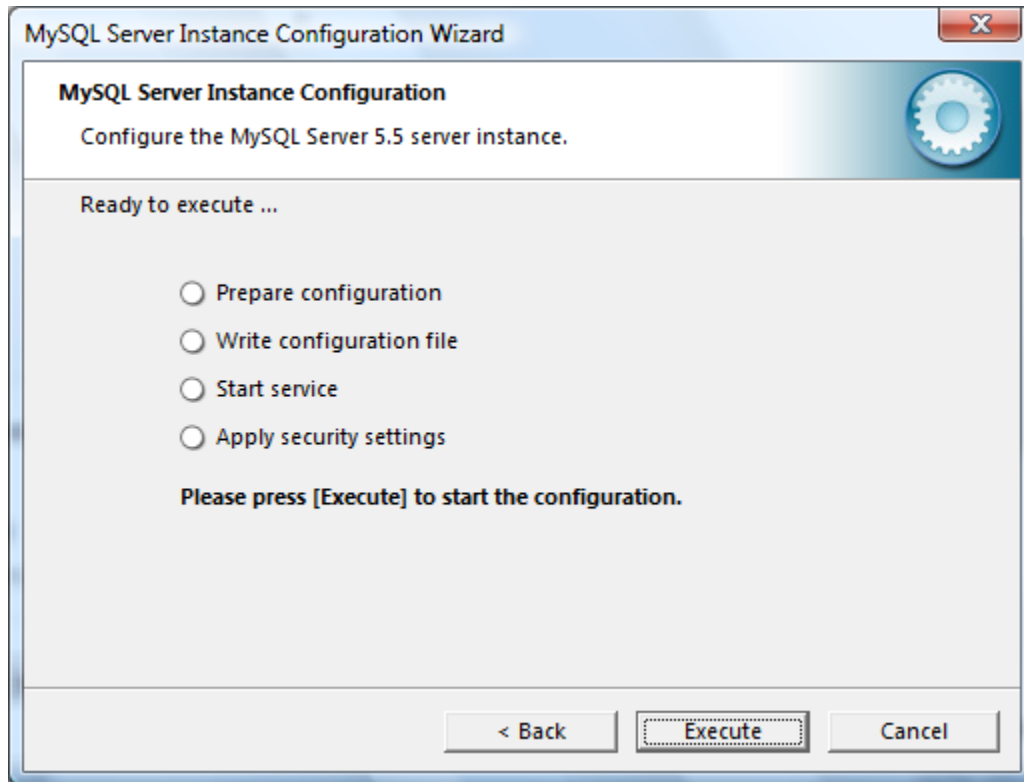 MySQL Server Instance Configuration Wizard
MySQL Server Instance Configuration
Configure the MySQL Server 5.5 server instance.
Ready to execute ...
Prepare configuration
Write configuration file
Start service
Apply security settings
Please press [Execute] to start the configuration.
< Back
Execute
Cancel